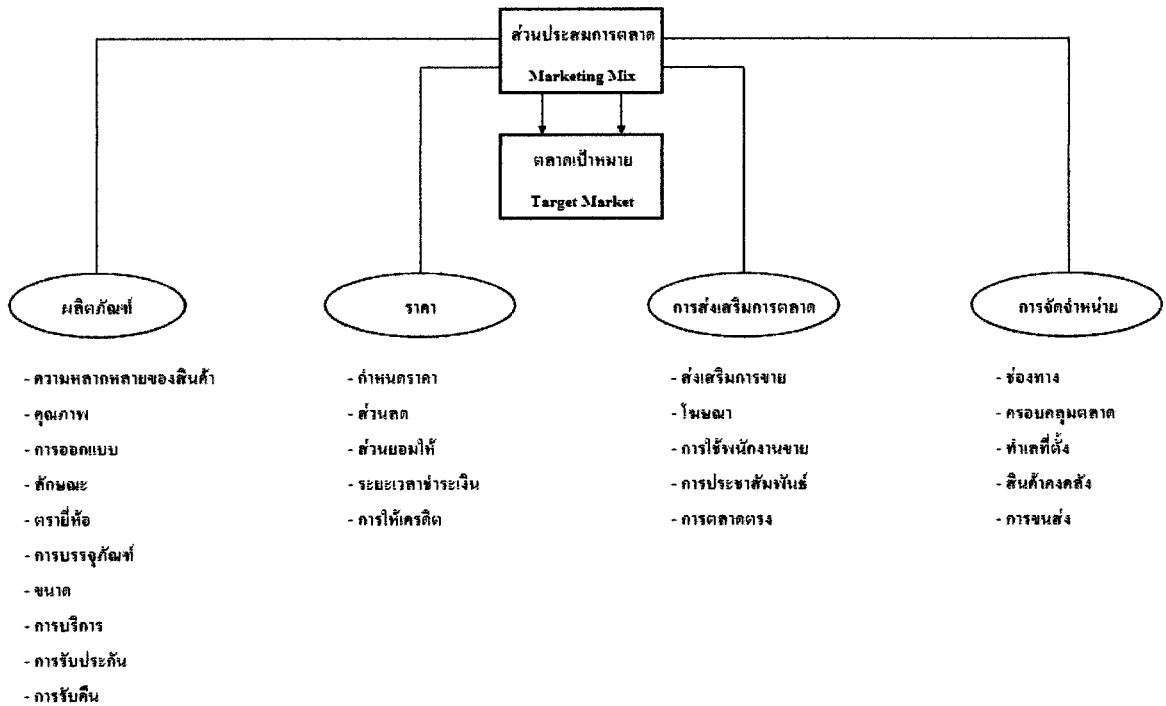 ส่วนประสมการตลาด
Marketing Mix
ตลาดเป้าหมาย
Target Market
ผลิตภัณฑ์
ราคา
การส่งเสริมการตลาด
การจัดจำหน่าย
- ความหลากหลายของสินค้า
- คุณภาพ
- การออกแบบ
- ลักษณะ
- ตรายี่ห้อ
- การบรรจุภัณฑ์
- ขนาด
- การบริการ
- การรับประกัน
- การรับคืน
- กำหนดราคา
- ส่วนลด
- ส่วนยอมให้
- ระยะเวลาชำระเงิน
- การให้เครดิต
- ส่งเสริมการขาย
- โฆษณา
- การใช้พนักงานขาย
- การประชาสัมพันธ์
- การตลาดตรง
- ช่องทาง
- ครอบคลุมตลาด
- ทำเลที่ตั้ง
- สินค้าคงคลัง
- การขนส่ง